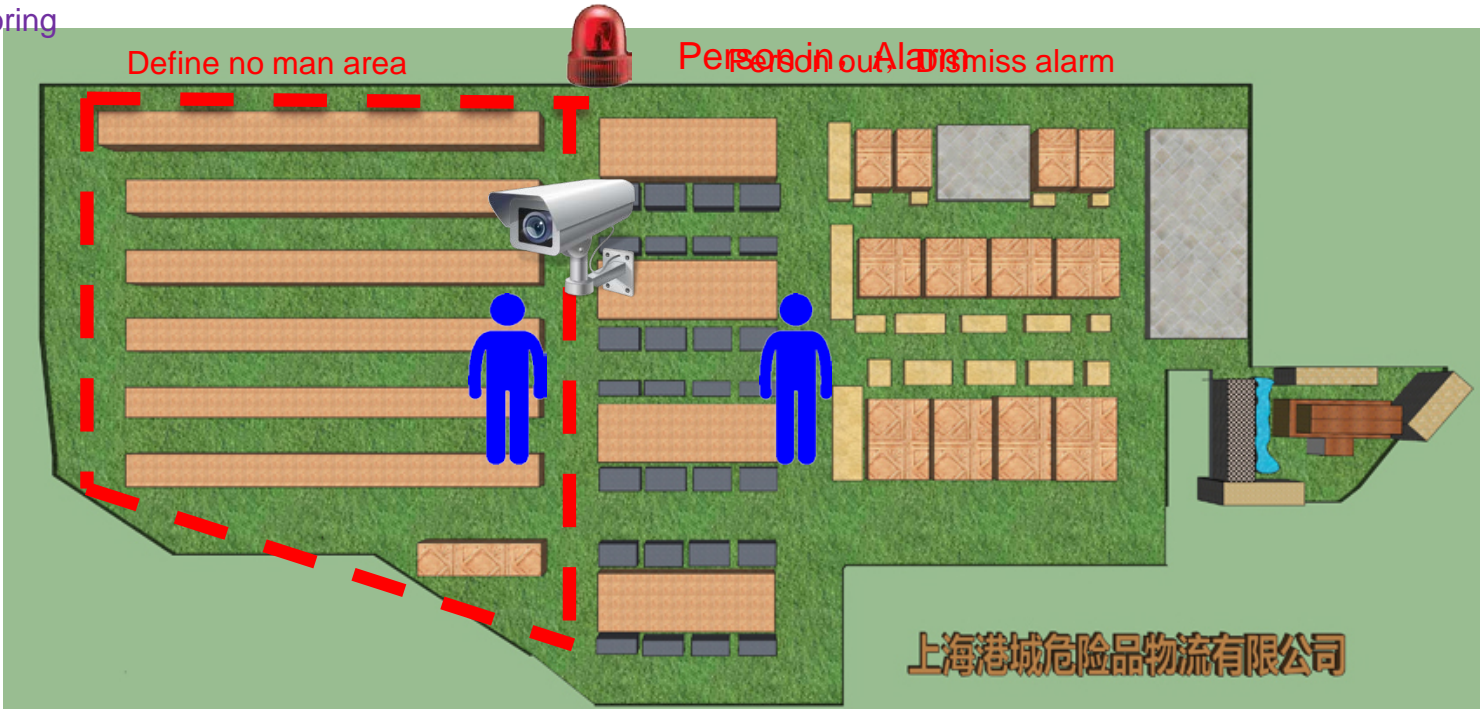 oring
Define no man area
Person in, Alarm
Person out, Dismiss alarm
上海港城危险品物流有限公司